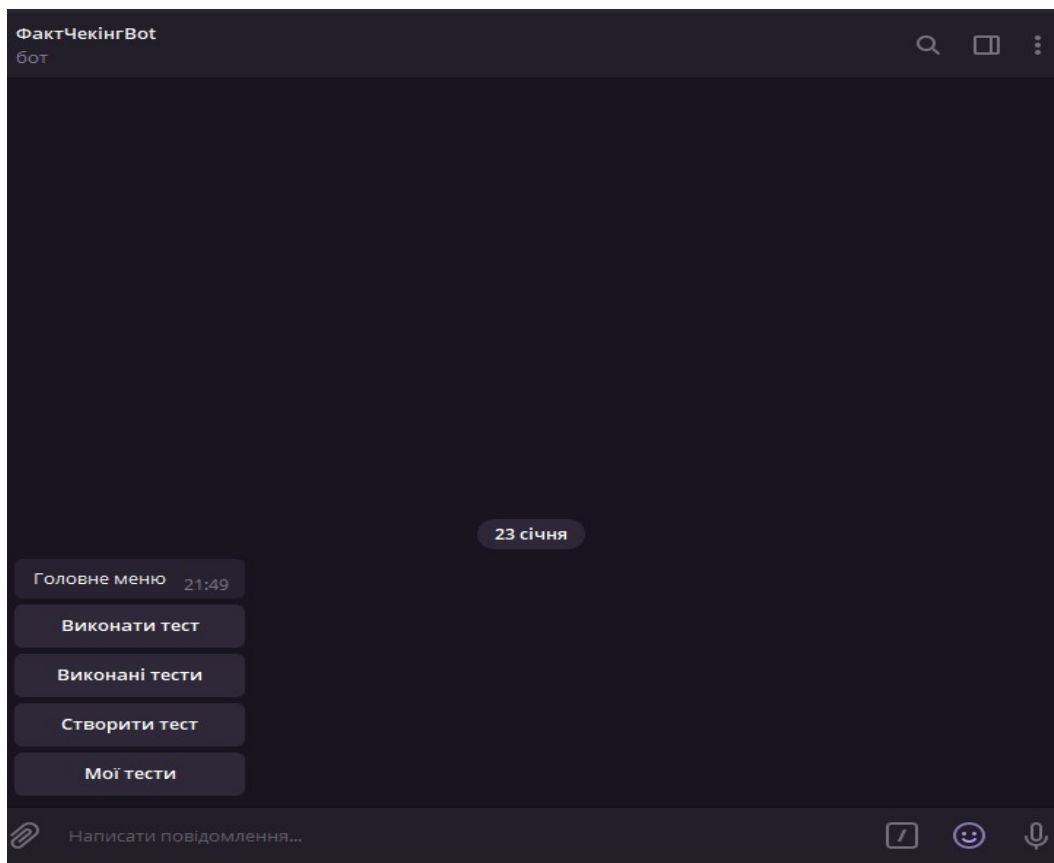 ФактЧекінгBot
бот
23 січня
Головне меню 21:49
Виконати тест
Виконані тести
Створити тест
Мої тести
Написати повідомлення...